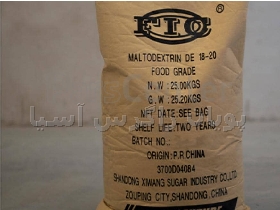 FIC
MALTODEXTRIN DE 18-20
FOOD GRADE
N.W: 25.00KGS
G.W: 25.20KGS
MFT DATE: SEE BAG
SHELF LIFE: TWO YEARS
BATCH NO.:
ORIGIN: P.R.CHINA
3700D04084
SHANDONG XIWANG SUGAR INDUSTRY CO.,LTD.
ZOUPING CITY, SHANDONG, CHINA